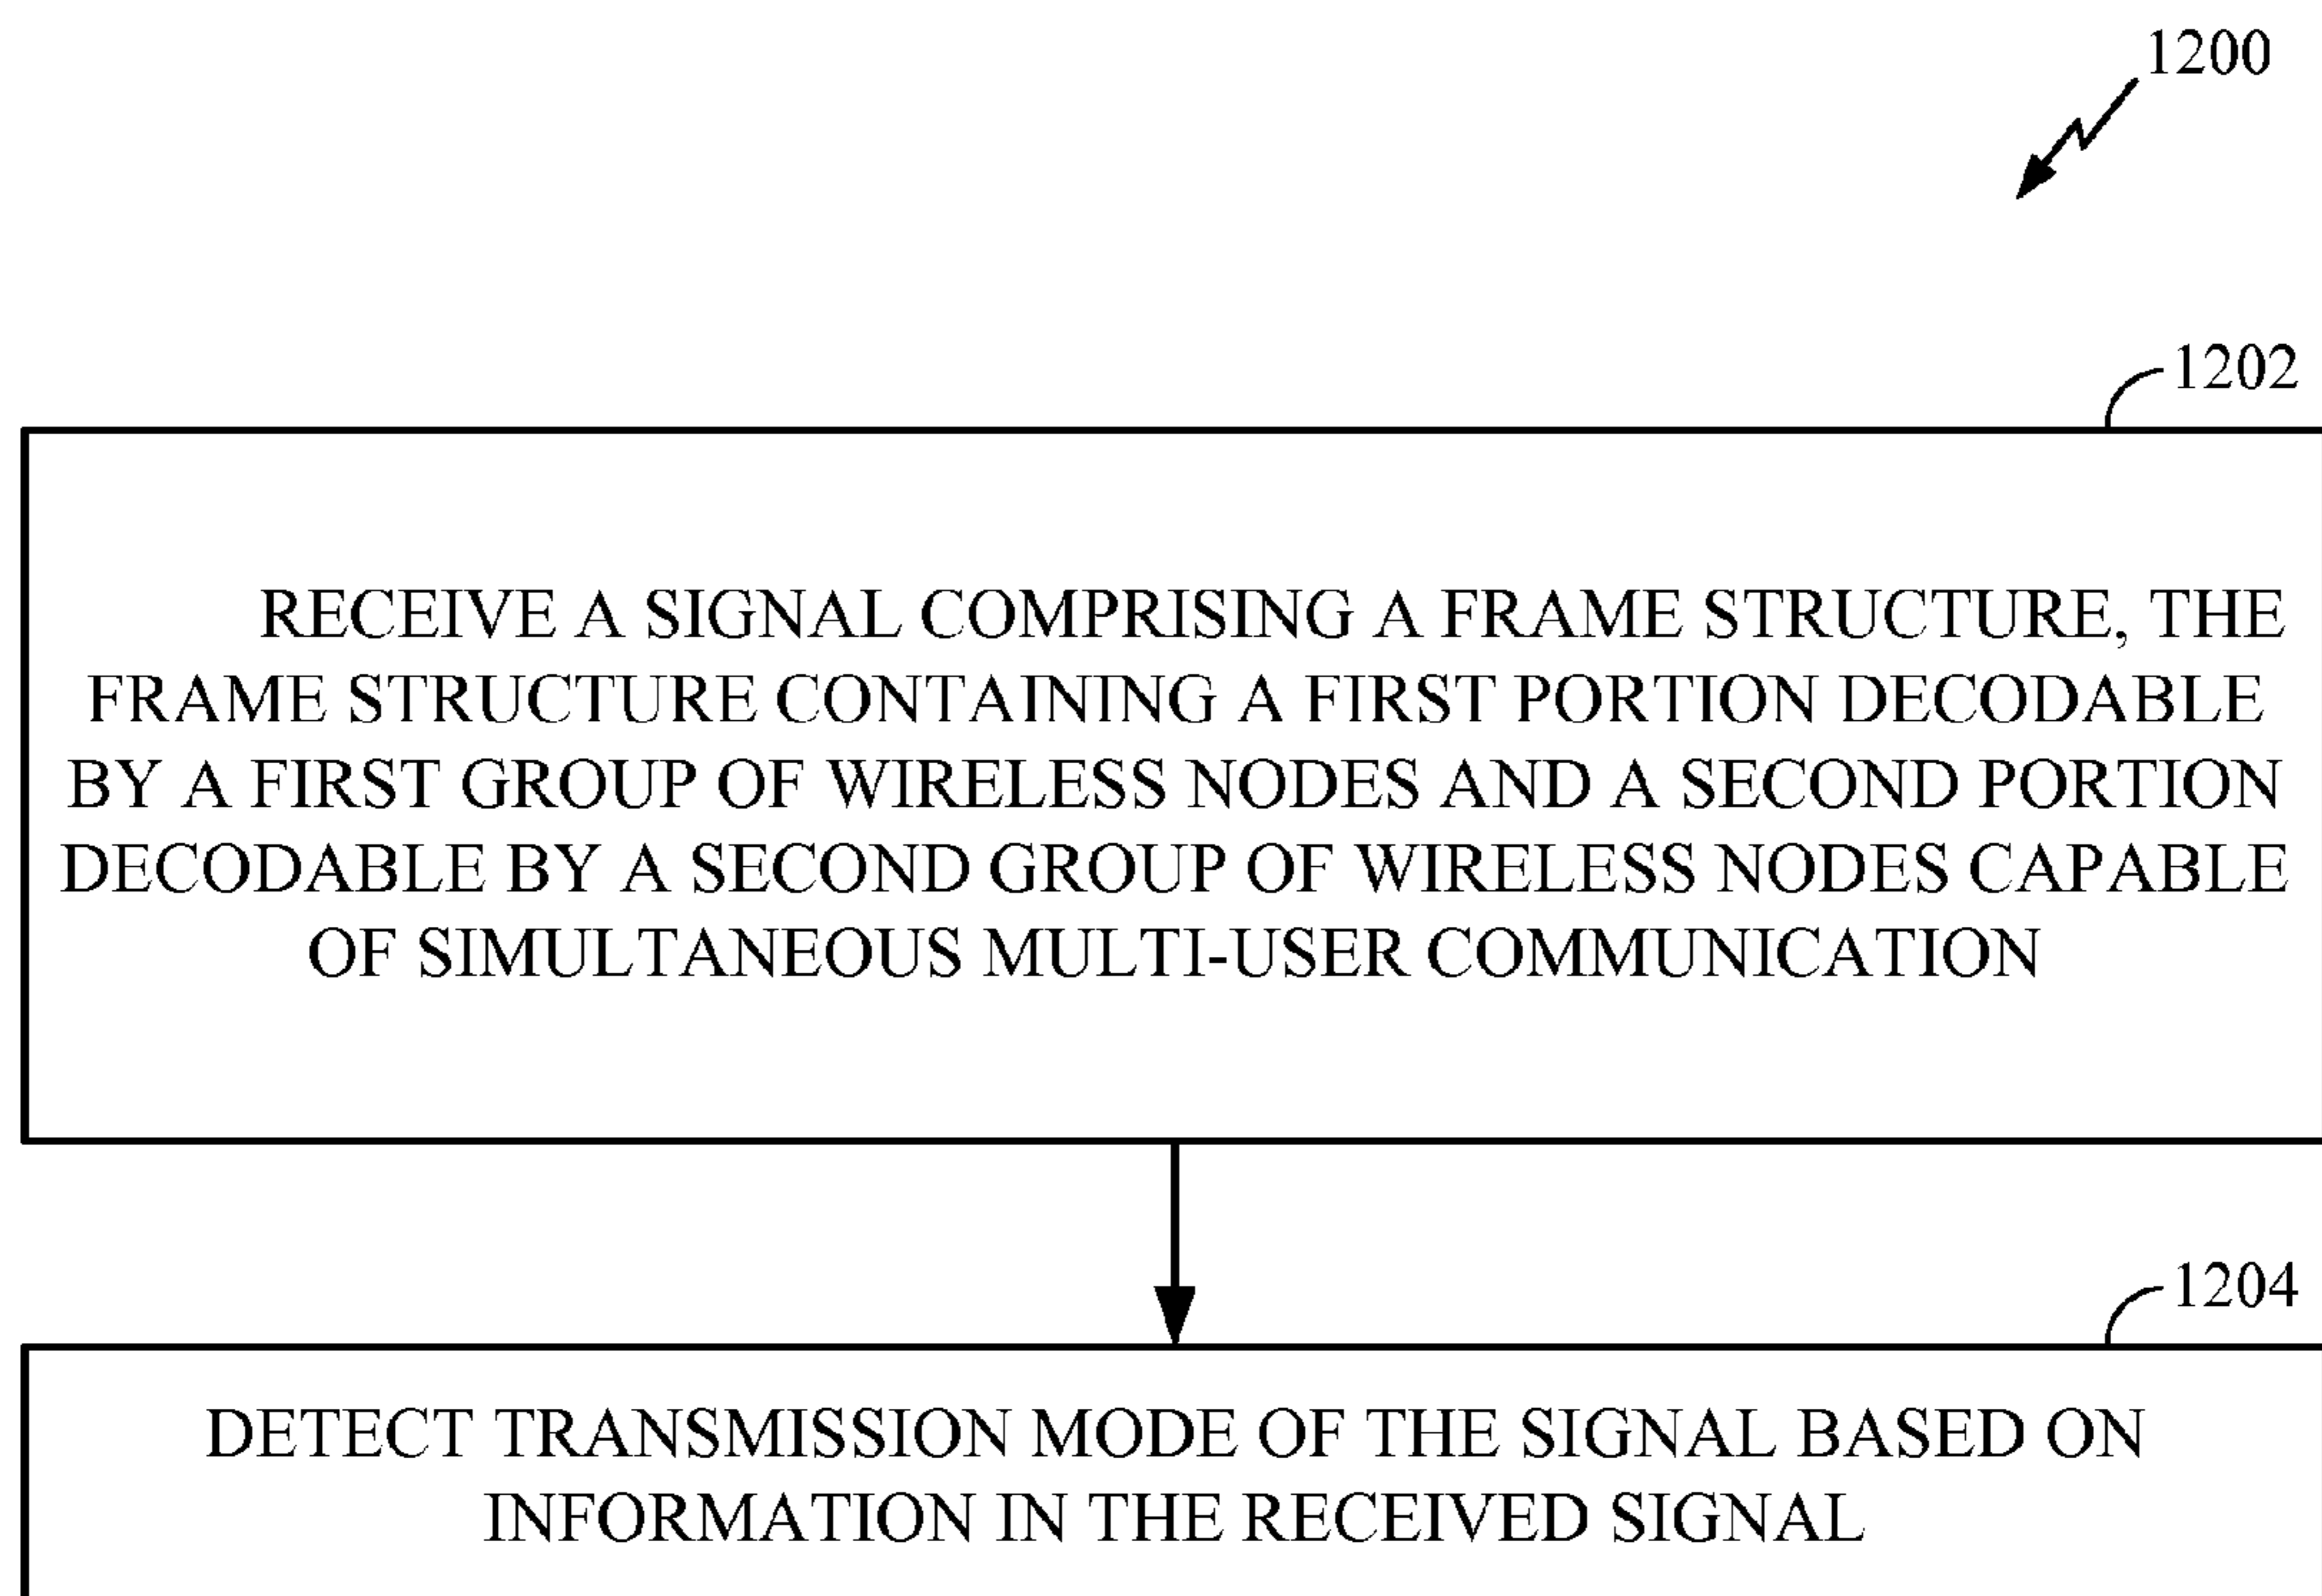 1200
1202
RECEIVE A SIGNAL COMPRISING A FRAME STRUCTURE, THE
FRAME STRUCTURE CONTAINING A FIRST PORTION DECODABLE
BY A FIRST GROUP OF WIRELESS NODES AND A SECOND PORTION
DECODABLE BY A SECOND GROUP OF WIRELESS NODES CAPABLE
OF SIMULTANEOUS MULTI-USER COMMUNICATION
1204
DETECT TRANSMISSION MODE OF THE SIGNAL BASED ON
INFORMATION IN THE RECEIVED SIGNAL